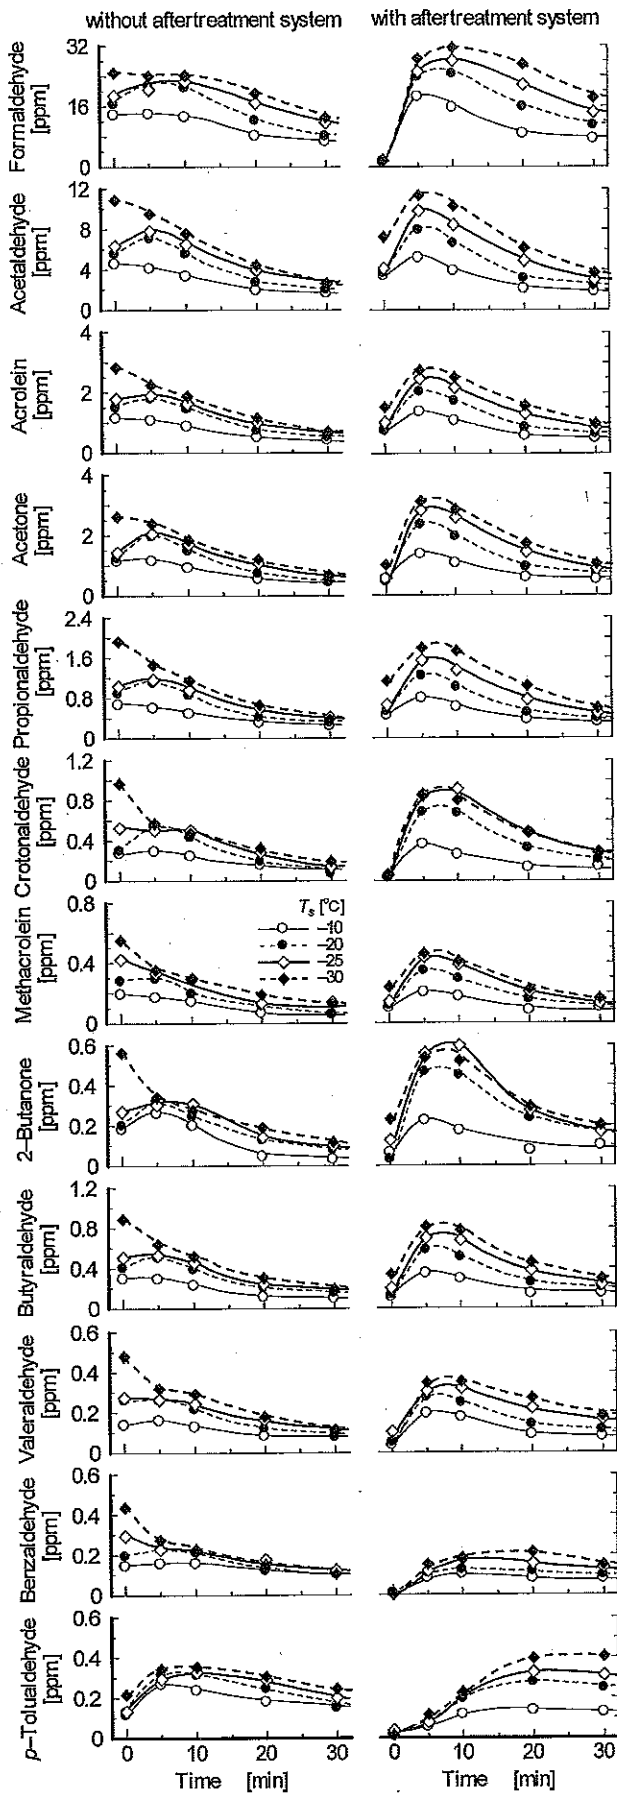 without aftertreatment system
with aftertreatment system
Formaldehyde
[ppm]
32
16
0
Acetaldehyde
[ppm]
12
8
4
0
Acrolein
[ppm]
4
2
0
Acetone
[ppm]
4
2
0
Propionaldehyde
[ppm]
2.4
1.8
1.2
0.6
0
Crotonaldehyde
[ppm]
1.2
0.8
0.4
0
Methacrolein
[ppm]
0.8
0.4
0
Ts [°C]
–10
–20
–25
–30
2–Butanone
[ppm]
0.6
0.4
0.2
0
Butyraldehyde
[ppm]
1.2
0.8
0.4
0
Valeraldehyde
[ppm]
0.6
0.4
0.2
0
Benzaldehyde
[ppm]
0.6
0.4
0.2
0
p–Tolualdehyde
[ppm]
0.6
0.4
0.2
0
0 10 20 30
Time [min]
0 10 20 30
Time [min]